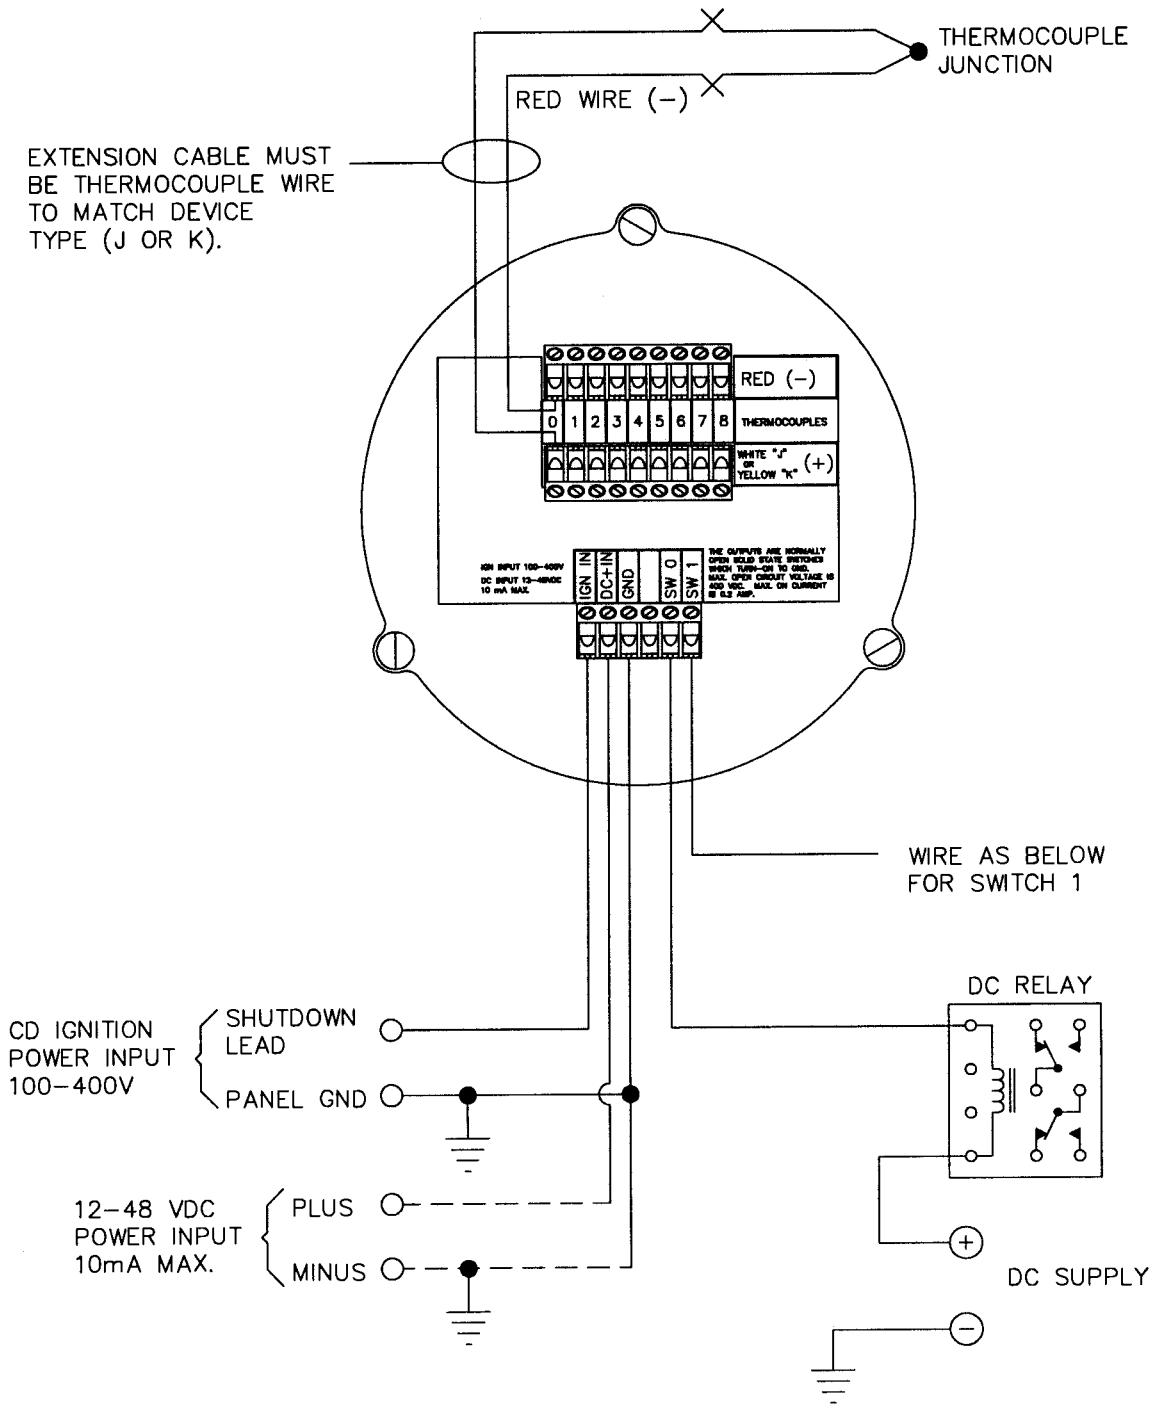 THERMOCOUPLE
JUNCTION
RED WIRE (−)
EXTENSION CABLE MUST
BE THERMOCOUPLE WIRE
TO MATCH DEVICE
TYPE (J OR K).
RED (−)
0 1 2 3 4 5 6 7 8
THERMOCOUPLES
WHITE "J"
OR
YELLOW "K"
(+)
IGN INPUT 100−400V
DC INPUT 12−48VDC
10 mA MAX.
IGN IN
DC+IN
GND
SW 0
SW 1
THE OUTPUTS ARE NORMALLY
OPEN SOLID STATE SWITCHES
WHICH TURN−ON TO GND.
MAX. OPEN CIRCUIT VOLTAGE IS
400 VDC. MAX. ON CURRENT
IS 0.2 AMP.
WIRE AS BELOW
FOR SWITCH 1
DC RELAY
CD IGNITION
POWER INPUT
100−400V
SHUTDOWN
LEAD
PANEL GND
12−48 VDC
POWER INPUT
10mA MAX.
PLUS
MINUS
+
DC SUPPLY
−